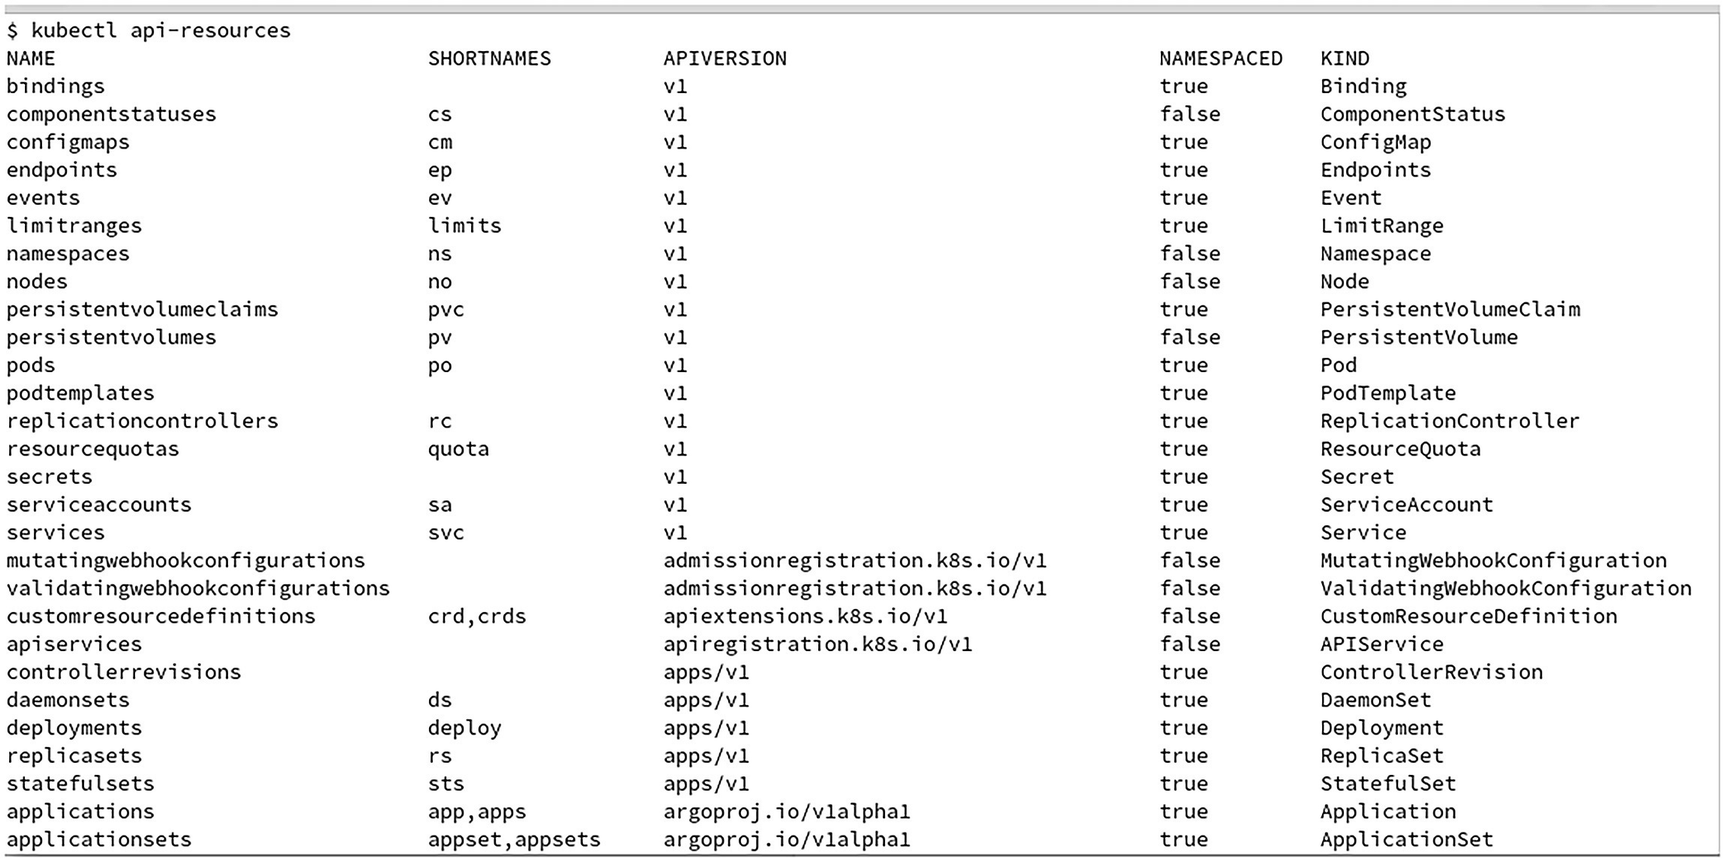 $ kubectl api-resources
NAME SHORTNAMES APIVERSION NAMESPACED KIND
bindings v1 true Binding
componentstatuses cs v1 false ComponentStatus
configmaps cm v1 true ConfigMap
endpoints ep v1 true Endpoints
events ev v1 true Event
limitranges limits v1 true LimitRange
namespaces ns v1 false Namespace
nodes no v1 false Node
persistentvolumeclaims pvc v1 true PersistentVolumeClaim
persistentvolumes pv v1 false PersistentVolume
pods po v1 true Pod
podtemplates v1 true PodTemplate
replicationcontrollers rc v1 true ReplicationController
resourcequotas quota v1 true ResourceQuota
secrets v1 true Secret
serviceaccounts sa v1 true ServiceAccount
services svc v1 true Service
mutatingwebhookconfigurations admissionregistration.k8s.io/v1 false MutatingWebhookConfiguration
validatingwebhookconfigurations admissionregistration.k8s.io/v1 false ValidatingWebhookConfiguration
customresourcedefinitions crd,crds apiextensions.k8s.io/v1 false CustomResourceDefinition
apiservices apiregistration.k8s.io/v1 false APIService
controllerrevisions apps/v1 true ControllerRevision
daemonsets ds apps/v1 true DaemonSet
deployments deploy apps/v1 true Deployment
replicasets rs apps/v1 true ReplicaSet
statefulsets sts apps/v1 true StatefulSet
applications app,apps argoproj.io/v1alpha1 true Application
applicationsets appset,appsets argoproj.io/v1alpha1 true ApplicationSet